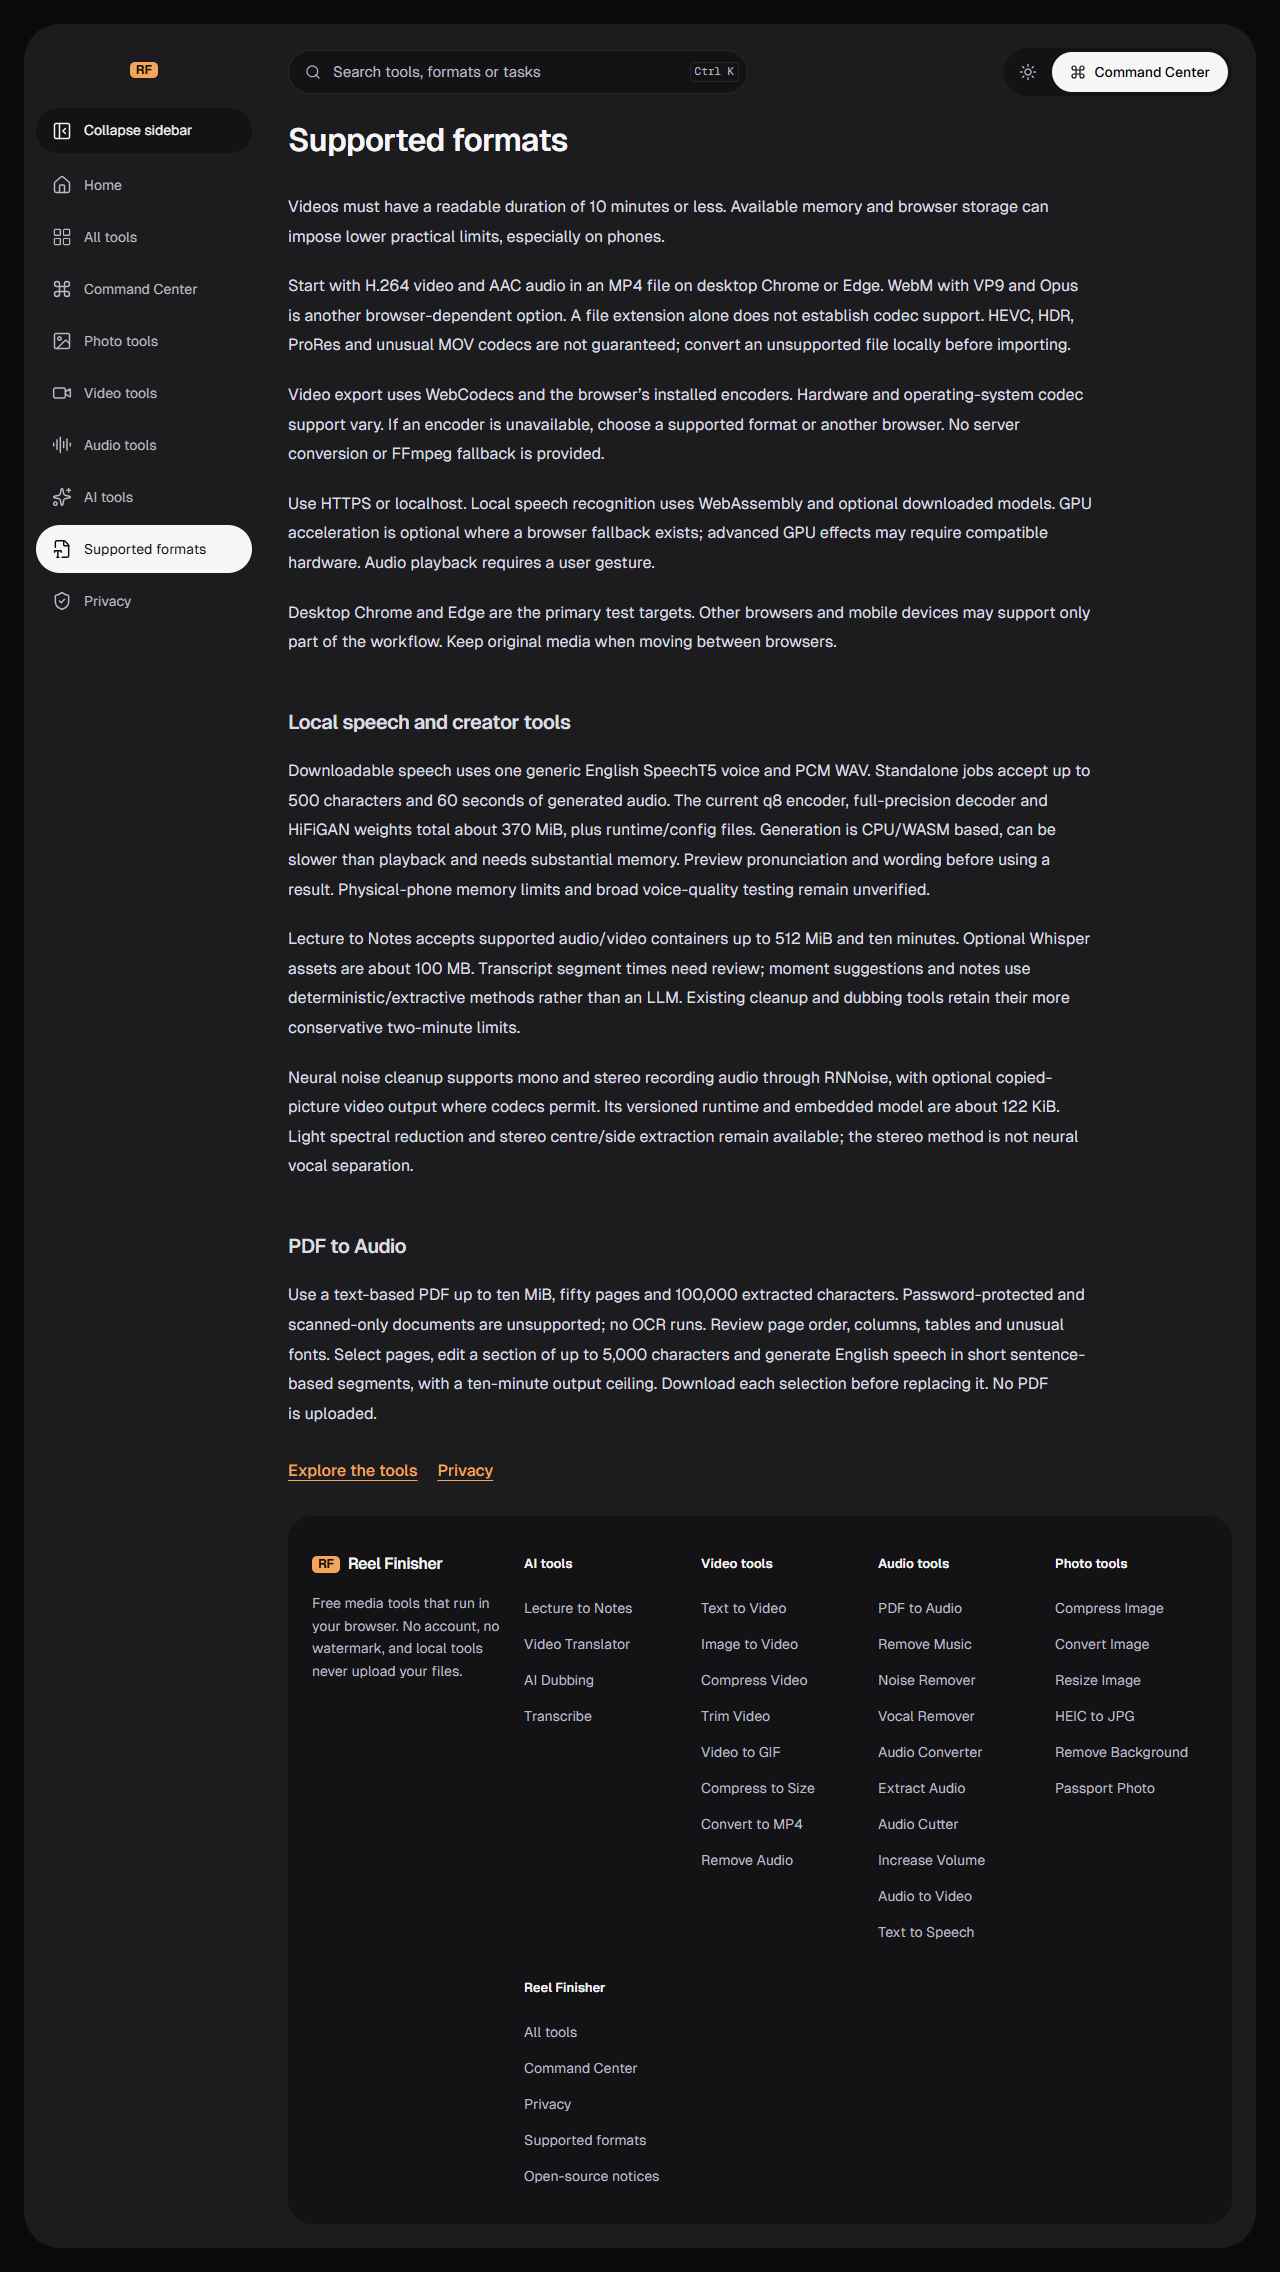 RF
Search tools, formats or tasks
Ctrl K
Command Center
Collapse sidebar
Home
All tools
Command Center
Photo tools
Video tools
Audio tools
AI tools
Supported formats
Privacy
Supported formats
Videos must have a readable duration of 10 minutes or less. Available memory and browser storage can
impose lower practical limits, especially on phones.
Start with H.264 video and AAC audio in an MP4 file on desktop Chrome or Edge. WebM with VP9 and Opus
is another browser-dependent option. A file extension alone does not establish codec support. HEVC, HDR,
ProRes and unusual MOV codecs are not guaranteed; convert an unsupported file locally before importing.
Video export uses WebCodecs and the browser’s installed encoders. Hardware and operating-system codec
support vary. If an encoder is unavailable, choose a supported format or another browser. No server
conversion or FFmpeg fallback is provided.
Use HTTPS or localhost. Local speech recognition uses WebAssembly and optional downloaded models. GPU
acceleration is optional where a browser fallback exists; advanced GPU effects may require compatible
hardware. Audio playback requires a user gesture.
Desktop Chrome and Edge are the primary test targets. Other browsers and mobile devices may support only
part of the workflow. Keep original media when moving between browsers.
Local speech and creator tools
Downloadable speech uses one generic English SpeechT5 voice and PCM WAV. Standalone jobs accept up to
500 characters and 60 seconds of generated audio. The current q8 encoder, full-precision decoder and
HiFiGAN weights total about 370 MiB, plus runtime/config files. Generation is CPU/WASM based, can be
slower than playback and needs substantial memory. Preview pronunciation and wording before using a
result. Physical-phone memory limits and broad voice-quality testing remain unverified.
Lecture to Notes accepts supported audio/video containers up to 512 MiB and ten minutes. Optional Whisper
assets are about 100 MB. Transcript segment times need review; moment suggestions and notes use
deterministic/extractive methods rather than an LLM. Existing cleanup and dubbing tools retain their more
conservative two-minute limits.
Neural noise cleanup supports mono and stereo recording audio through RNNoise, with optional copied-
picture video output where codecs permit. Its versioned runtime and embedded model are about 122 KiB.
Light spectral reduction and stereo centre/side extraction remain available; the stereo method is not neural
vocal separation.
PDF to Audio
Use a text-based PDF up to ten MiB, fifty pages and 100,000 extracted characters. Password-protected and
scanned-only documents are unsupported; no OCR runs. Review page order, columns, tables and unusual
fonts. Select pages, edit a section of up to 5,000 characters and generate English speech in short sentence-
based segments, with a ten-minute output ceiling. Download each selection before replacing it. No PDF
is uploaded.
Explore the tools
Privacy
RF Reel Finisher
Free media tools that run in
your browser. No account, no
watermark, and local tools
never upload your files.
AI tools
Lecture to Notes
Video Translator
AI Dubbing
Transcribe
Video tools
Text to Video
Image to Video
Compress Video
Trim Video
Video to GIF
Compress to Size
Convert to MP4
Remove Audio
Audio tools
PDF to Audio
Remove Music
Noise Remover
Vocal Remover
Audio Converter
Extract Audio
Audio Cutter
Increase Volume
Audio to Video
Text to Speech
Photo tools
Compress Image
Convert Image
Resize Image
HEIC to JPG
Remove Background
Passport Photo
Reel Finisher
All tools
Command Center
Privacy
Supported formats
Open-source notices